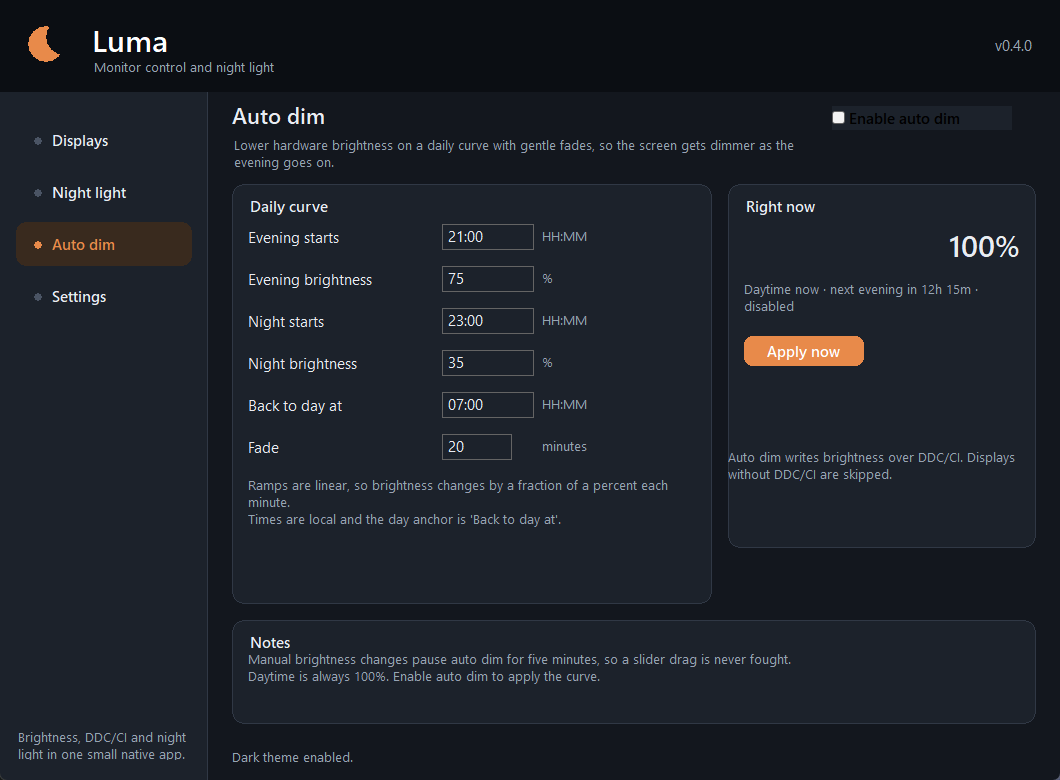 Luma
Monitor control and night light
v0.4.0
Displays
Night light
Auto dim
Settings
Brightness, DDC/CI and night
light in one small native app.
Auto dim
Enable auto dim
Lower hardware brightness on a daily curve with gentle fades, so the screen gets dimmer as the
evening goes on.
Daily curve
Evening starts 21:00 HH:MM
Evening brightness 75 %
Night starts 23:00 HH:MM
Night brightness 35 %
Back to day at 07:00 HH:MM
Fade 20 minutes
Ramps are linear, so brightness changes by a fraction of a percent each
minute.
Times are local and the day anchor is 'Back to day at'.
Right now
100%
Daytime now · next evening in 12h 15m ·
disabled
Apply now
Auto dim writes brightness over DDC/CI. Displays
without DDC/CI are skipped.
Notes
Manual brightness changes pause auto dim for five minutes, so a slider drag is never fought.
Daytime is always 100%. Enable auto dim to apply the curve.
Dark theme enabled.